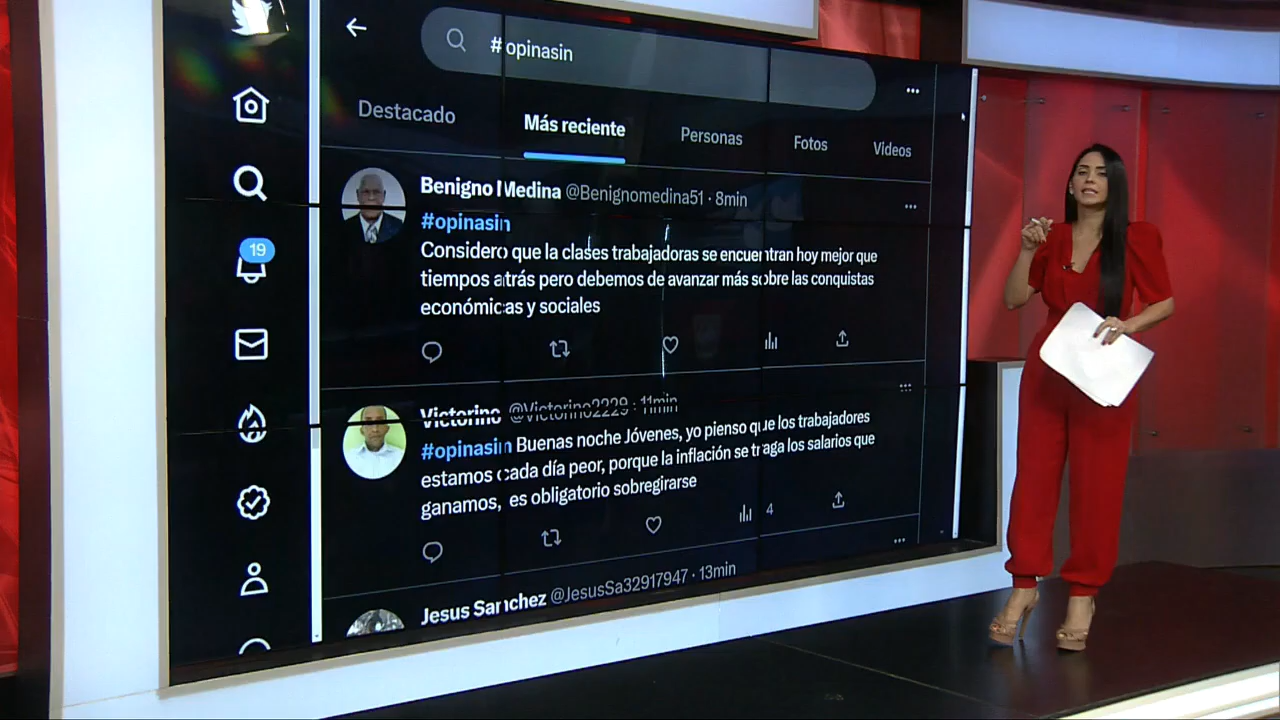 #opinasin
Destacado
Más reciente
Personas
Fotos
Videos
19
Benigno Medina @Benignomedina51 · 8min
#opinasin
Considero que la clases trabajadoras se encuentran hoy mejor que
tiempos atrás pero debemos de avanzar más sobre las conquistas
económicas y sociales
Victorino @Victorino2229 · 11min
#opinasin Buenas noche Jóvenes, yo pienso que los trabajadores
estamos cada día peor, porque la inflación se traga los salarios que
ganamos, es obligatorio sobregirarse
4
Jesus Sanchez @JesusSa32917947 · 13min